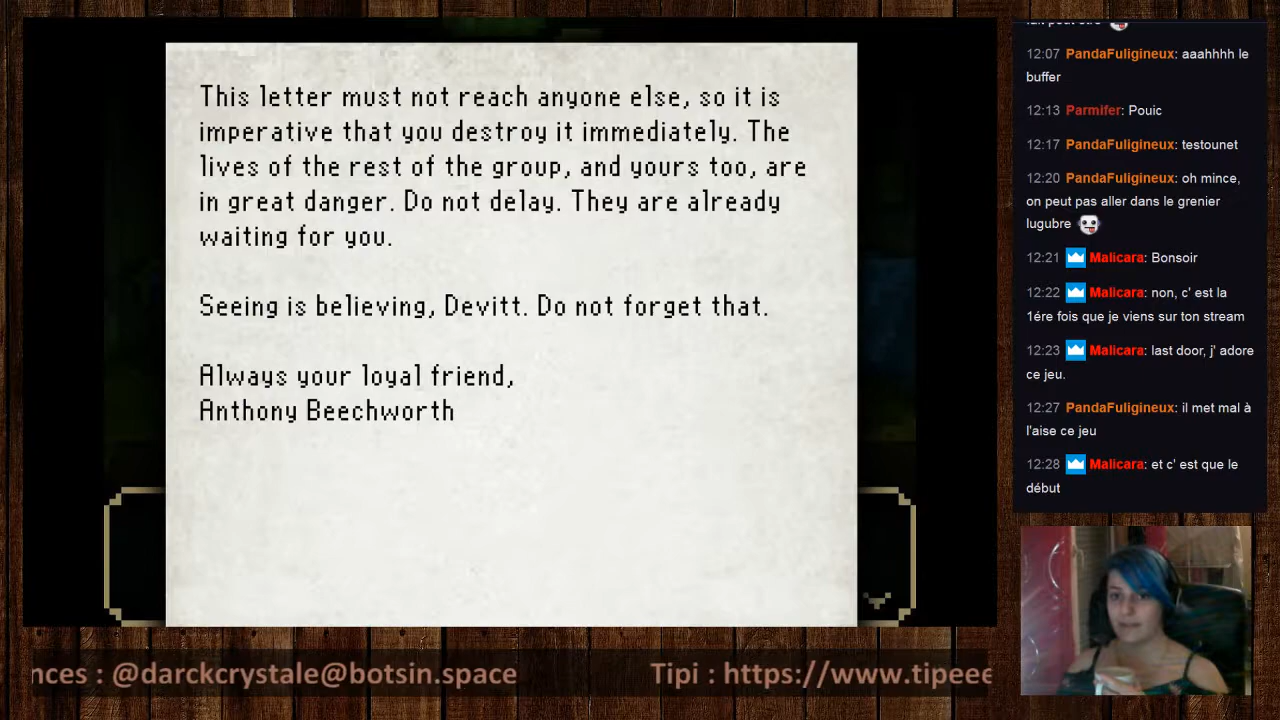 This letter must not reach anyone else, so it is
imperative that you destroy it immediately. The
lives of the rest of the group, and yours too, are
in great danger. Do not delay. They are already
waiting for you.
Seeing is believing, Devitt. Do not forget that.
Always your loyal friend,
Anthony Beechworth
12:07 PandaFuligineux: aaahhhh le
buffer
12:13 Parmifer: Pouic
12:17 PandaFuligineux: testounet
12:20 PandaFuligineux: oh mince,
on peut pas aller dans le grenier
lugubre
12:21 Malicara: Bonsoir
12:22 Malicara: non, c' est la
1ére fois que je viens sur ton stream
12:23 Malicara: last door, j' adore
ce jeu.
12:27 PandaFuligineux: il met mal à
l'aise ce jeu
12:28 Malicara: et c' est que le
début
nces : @darckcrystale@botsin.space Tipi : https://www.tipeee